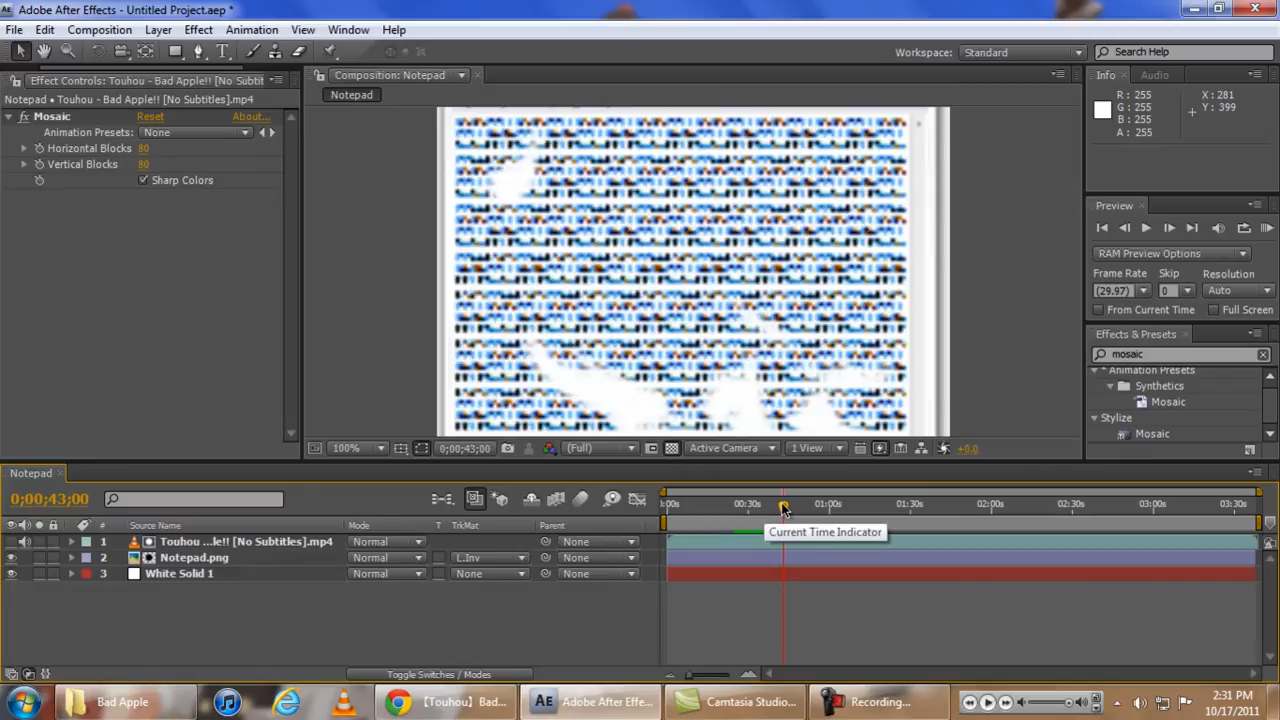 Adobe After Effects - Untitled Project.aep *
File Edit Composition Layer Effect Animation View Window Help
Workspace: Standard Search Help
Effect Controls: Touhou - Bad Apple!! [No Subtit
Composition: Notepad
Info Audio
Notepad • Touhou - Bad Apple!! [No Subtitles].mp4
Notepad
R: 255 X: 281
G: 255 Y: 399
B: 255
A: 255
fx Mosaic Reset About...
Animation Presets: None
Horizontal Blocks 80
Vertical Blocks 80
Sharp Colors
Preview
RAM Preview Options
Frame Rate Skip Resolution
(29.97) 0 Auto
From Current Time Full Screen
Effects & Presets
mosaic
* Animation Presets
Synthetics
Mosaic
Stylize
Mosaic
100% 0;00;43;00 (Full) Active Camera 1 View +0.0
Notepad
0;00;43;00
:00s 00:30s 01:00s 01:30s 02:00s 02:30s 03:00s 03:30s
# Source Name Mode T TrkMat Parent
Current Time Indicator
1 Touhou ...le!! [No Subtitles].mp4 Normal None
2 Notepad.png Normal L.Inv None
3 White Solid 1 Normal None None
Toggle Switches / Modes
Bad Apple 【Touhou】Bad... AE Adobe After Effe... Camtasia Studio... Recording...
2:31 PM
10/17/2011